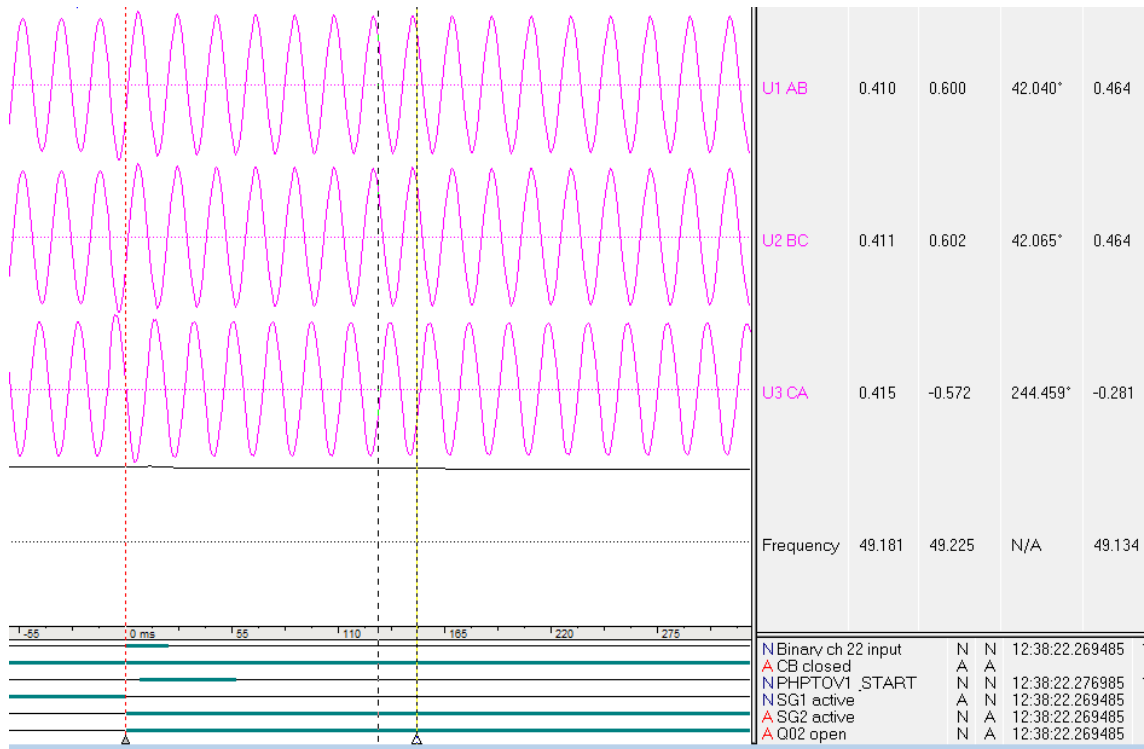 U1 AB 0.410 0.600 42.040° 0.464
U2 BC 0.411 0.602 42.065° 0.464
U3 CA 0.415 -0.572 244.459° -0.281
Frequency 49.181 49.225 N/A 49.134
-55 0 ms 55 110 165 220 275
N Binary ch 22 input N N 12:38:22.269485
A CB closed A A
N PHPTOV1_START N N 12:38:22.276985
N SG1 active A N 12:38:22.269485
A SG2 active N A 12:38:22.269485
A Q02 open N A 12:38:22.269485